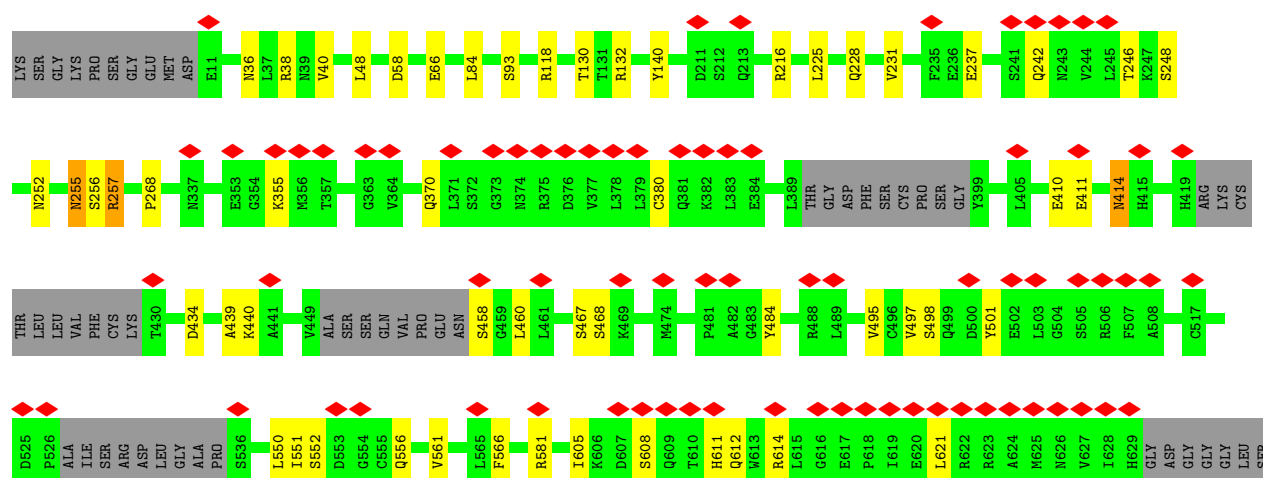 LYS SER GLY LYS PRO SER GLY GLU MET ASP E11 N36 L37 R38 N39 V40 L48 D58 E66 L84 S93 R118 T130 T131 R132 Y140 D211 S212 Q213 R216 L225 Q228 V231 F235 E236 E237 S241 Q242 N243 V244 L245 T246 K247 S248
N252 N255 S256 R257 P268 N337 E353 G354 K355 M356 T357 G363 V364 Q370 L371 S372 G373 N374 R375 D376 V377 L378 L379 C380 Q381 K382 L383 E384 L389 THR GLY ASP PHE SER CYS PRO SER GLY Y399 L405 E410 E411 N414 H415 H419 ARG LYS CYS
THR LEU LEU VAL PHE CYS LYS T430 D434 A439 K440 A441 V449 ALA SER SER GLN VAL PRO GLU ASN S458 G459 L460 L461 S467 S468 K469 M474 P481 A482 G483 Y484 R488 L489 V495 C496 V497 S498 Q499 D500 Y501 E502 L503 G504 S505 R506 F507 A508 C517
D525 P526 ALA ILE SER ARG ASP LEU GLY ALA PRO S536 L550 I551 S552 D553 G554 C555 Q556 V561 L565 F566 R581 I605 K606 D607 S608 Q609 T610 H611 Q612 W613 R614 L615 G616 E617 P618 I619 E620 L621 R622 R623 A624 M625 N626 V627 I628 H629 GLY ASP GLY GLY GLY LEU SER